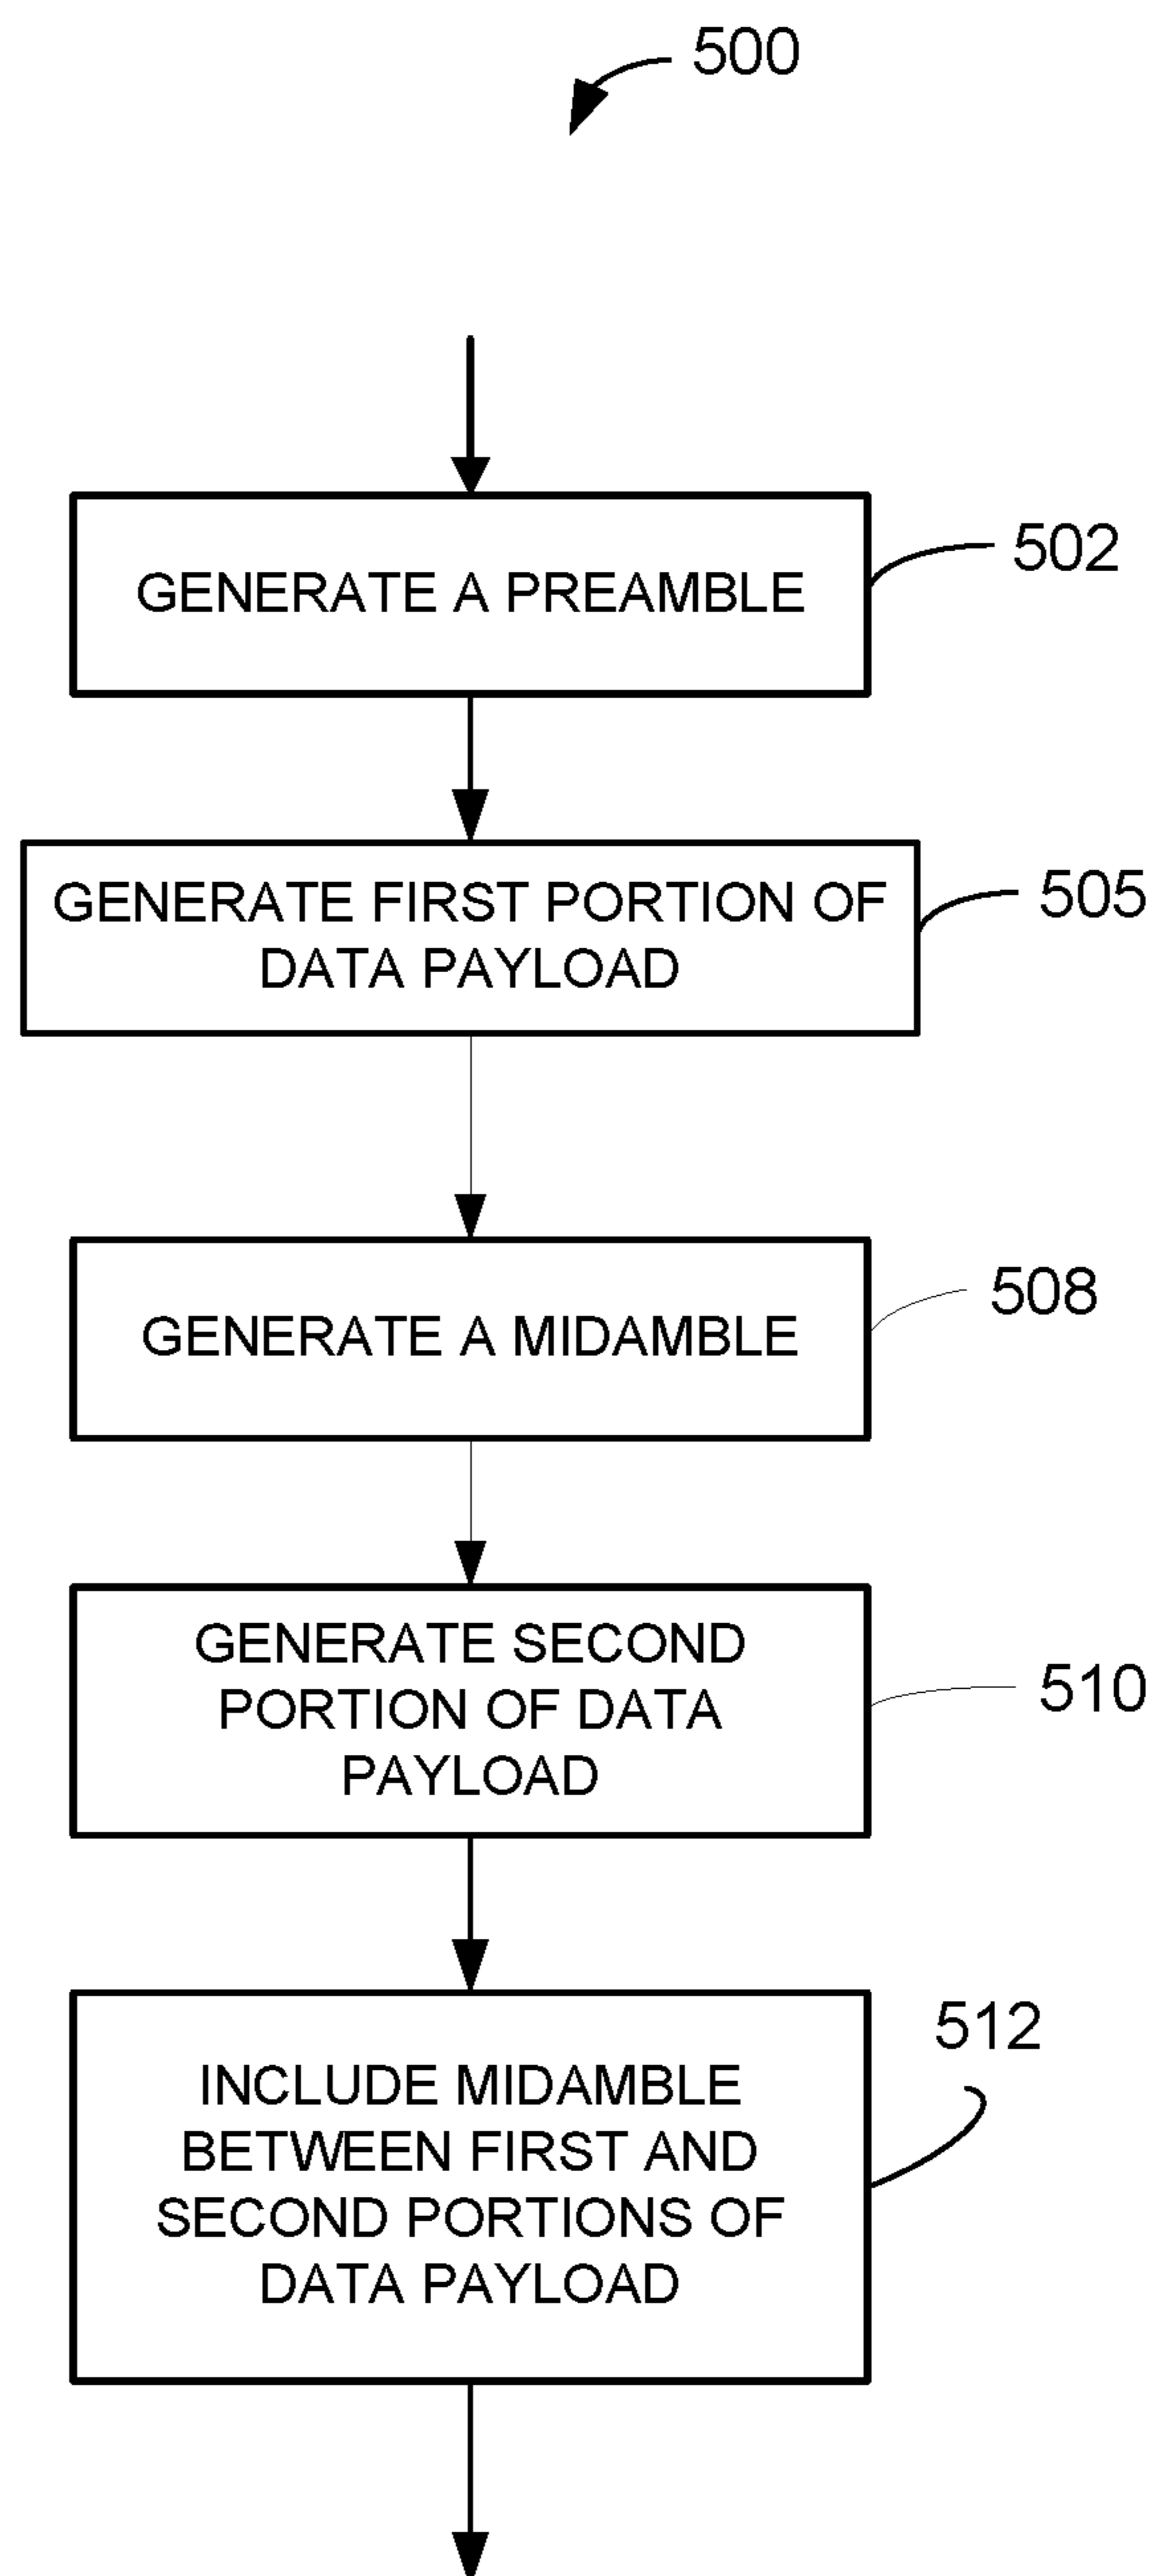 500
GENERATE A PREAMBLE
502
GENERATE FIRST PORTION OF
DATA PAYLOAD
505
GENERATE A MIDAMBLE
508
GENERATE SECOND
PORTION OF DATA
PAYLOAD
510
INCLUDE MIDAMBLE
BETWEEN FIRST AND
SECOND PORTIONS OF
DATA PAYLOAD
512